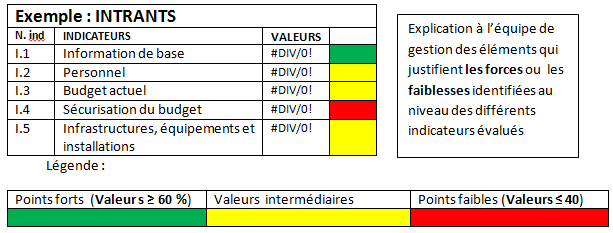 Exemple : INTRANTS
N. ind INDICATEURS VALEURS
I.1 Information de base #DIV/0!
I.2 Personnel #DIV/0!
I.3 Budget actuel #DIV/0!
I.4 Sécurisation du budget #DIV/0!
I.5 Infrastructures, équipements et #DIV/0!
installations
Explication à l'équipe de
gestion des éléments qui
justifient les forces ou les
faiblesses identifiées au
niveau des différents
indicateurs évalués
Légende :
Points forts (Valeurs ≥ 60 %) Valeurs intermédiaires Points faibles (Valeurs ≤ 40)